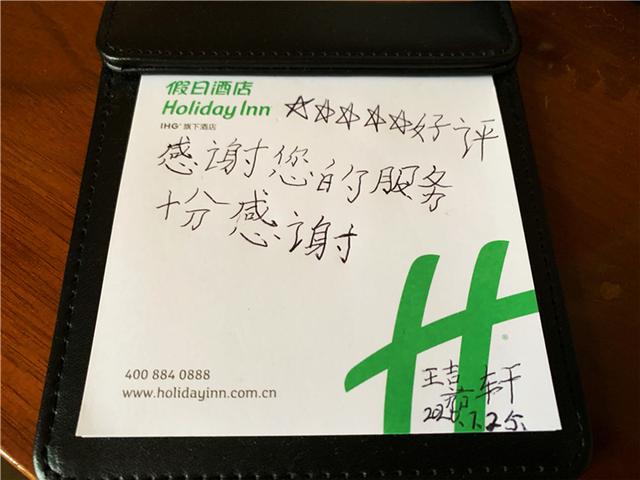 假日酒店
Holiday Inn
IHG® 旗下酒店
☆☆☆☆☆好评
感谢您的服务
十分感谢
400 884 0888
www.holidayinn.com.cn